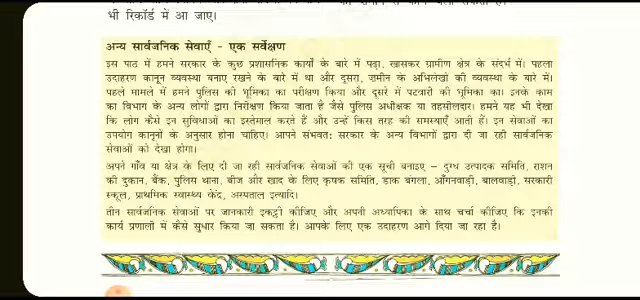 भी रिकॉर्ड में आ जाए।
अन्य सार्वजनिक सेवाएँ - एक सर्वेक्षण
इस पाठ में हमने सरकार के कुछ प्रशासनिक कार्यों के बारे में पढ़ा, खासकर ग्रामीण क्षेत्र के संदर्भ में। पहला
उदाहरण कानून व्यवस्था बनाए रखने के बारे में था और दूसरा, ज़मीन के अभिलेखों की व्यवस्था के बारे में।
पहले मामले में हमने पुलिस की भूमिका का परीक्षण किया और दूसरे में पटवारी की भूमिका का। इनके काम
का विभाग के अन्य लोगों द्वारा निरीक्षण किया जाता है जैसे पुलिस अधीक्षक या तहसीलदार। हमने यह भी देखा
कि लोग कैसे इन सुविधाओं का इस्तेमाल करते हैं और उन्हें किस तरह की समस्याएँ आती हैं। इन सेवाओं का
उपयोग कानूनों के अनुसार होना चाहिए। आपने संभवतः सरकार के अन्य विभागों द्वारा दी जा रही सार्वजनिक
सेवाओं को देखा होगा।
अपने गाँव या क्षेत्र के लिए दी जा रही सार्वजनिक सेवाओं की एक सूची बनाइए – दुग्ध उत्पादक समिति, राशन
की दुकान, बैंक, पुलिस थाना, बीज और खाद के लिए कृषक समिति, डाक बंगला, आँगनवाड़ी, बालवाड़ी, सरकारी
स्कूल, प्राथमिक स्वास्थ्य केंद्र, अस्पताल इत्यादि।
तीन सार्वजनिक सेवाओं पर जानकारी इकट्ठी कीजिए और अपनी अध्यापिका के साथ चर्चा कीजिए कि इनकी
कार्य प्रणाली में कैसे सुधार किया जा सकता है। आपके लिए एक उदाहरण आगे दिया जा रहा है।